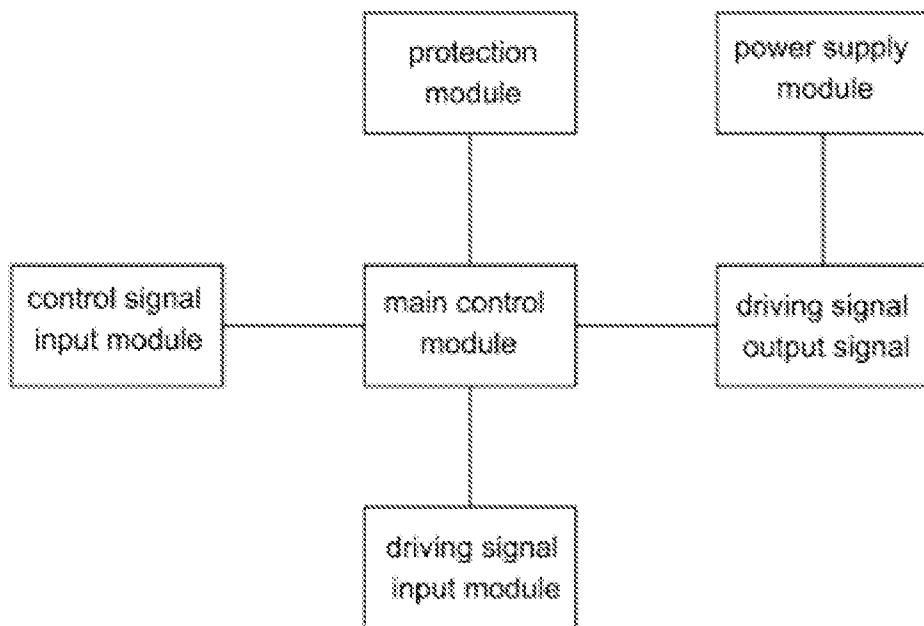 protection
module
power supply
module
control signal
input module
main control
module
driving signal
output signal
driving signal
input module